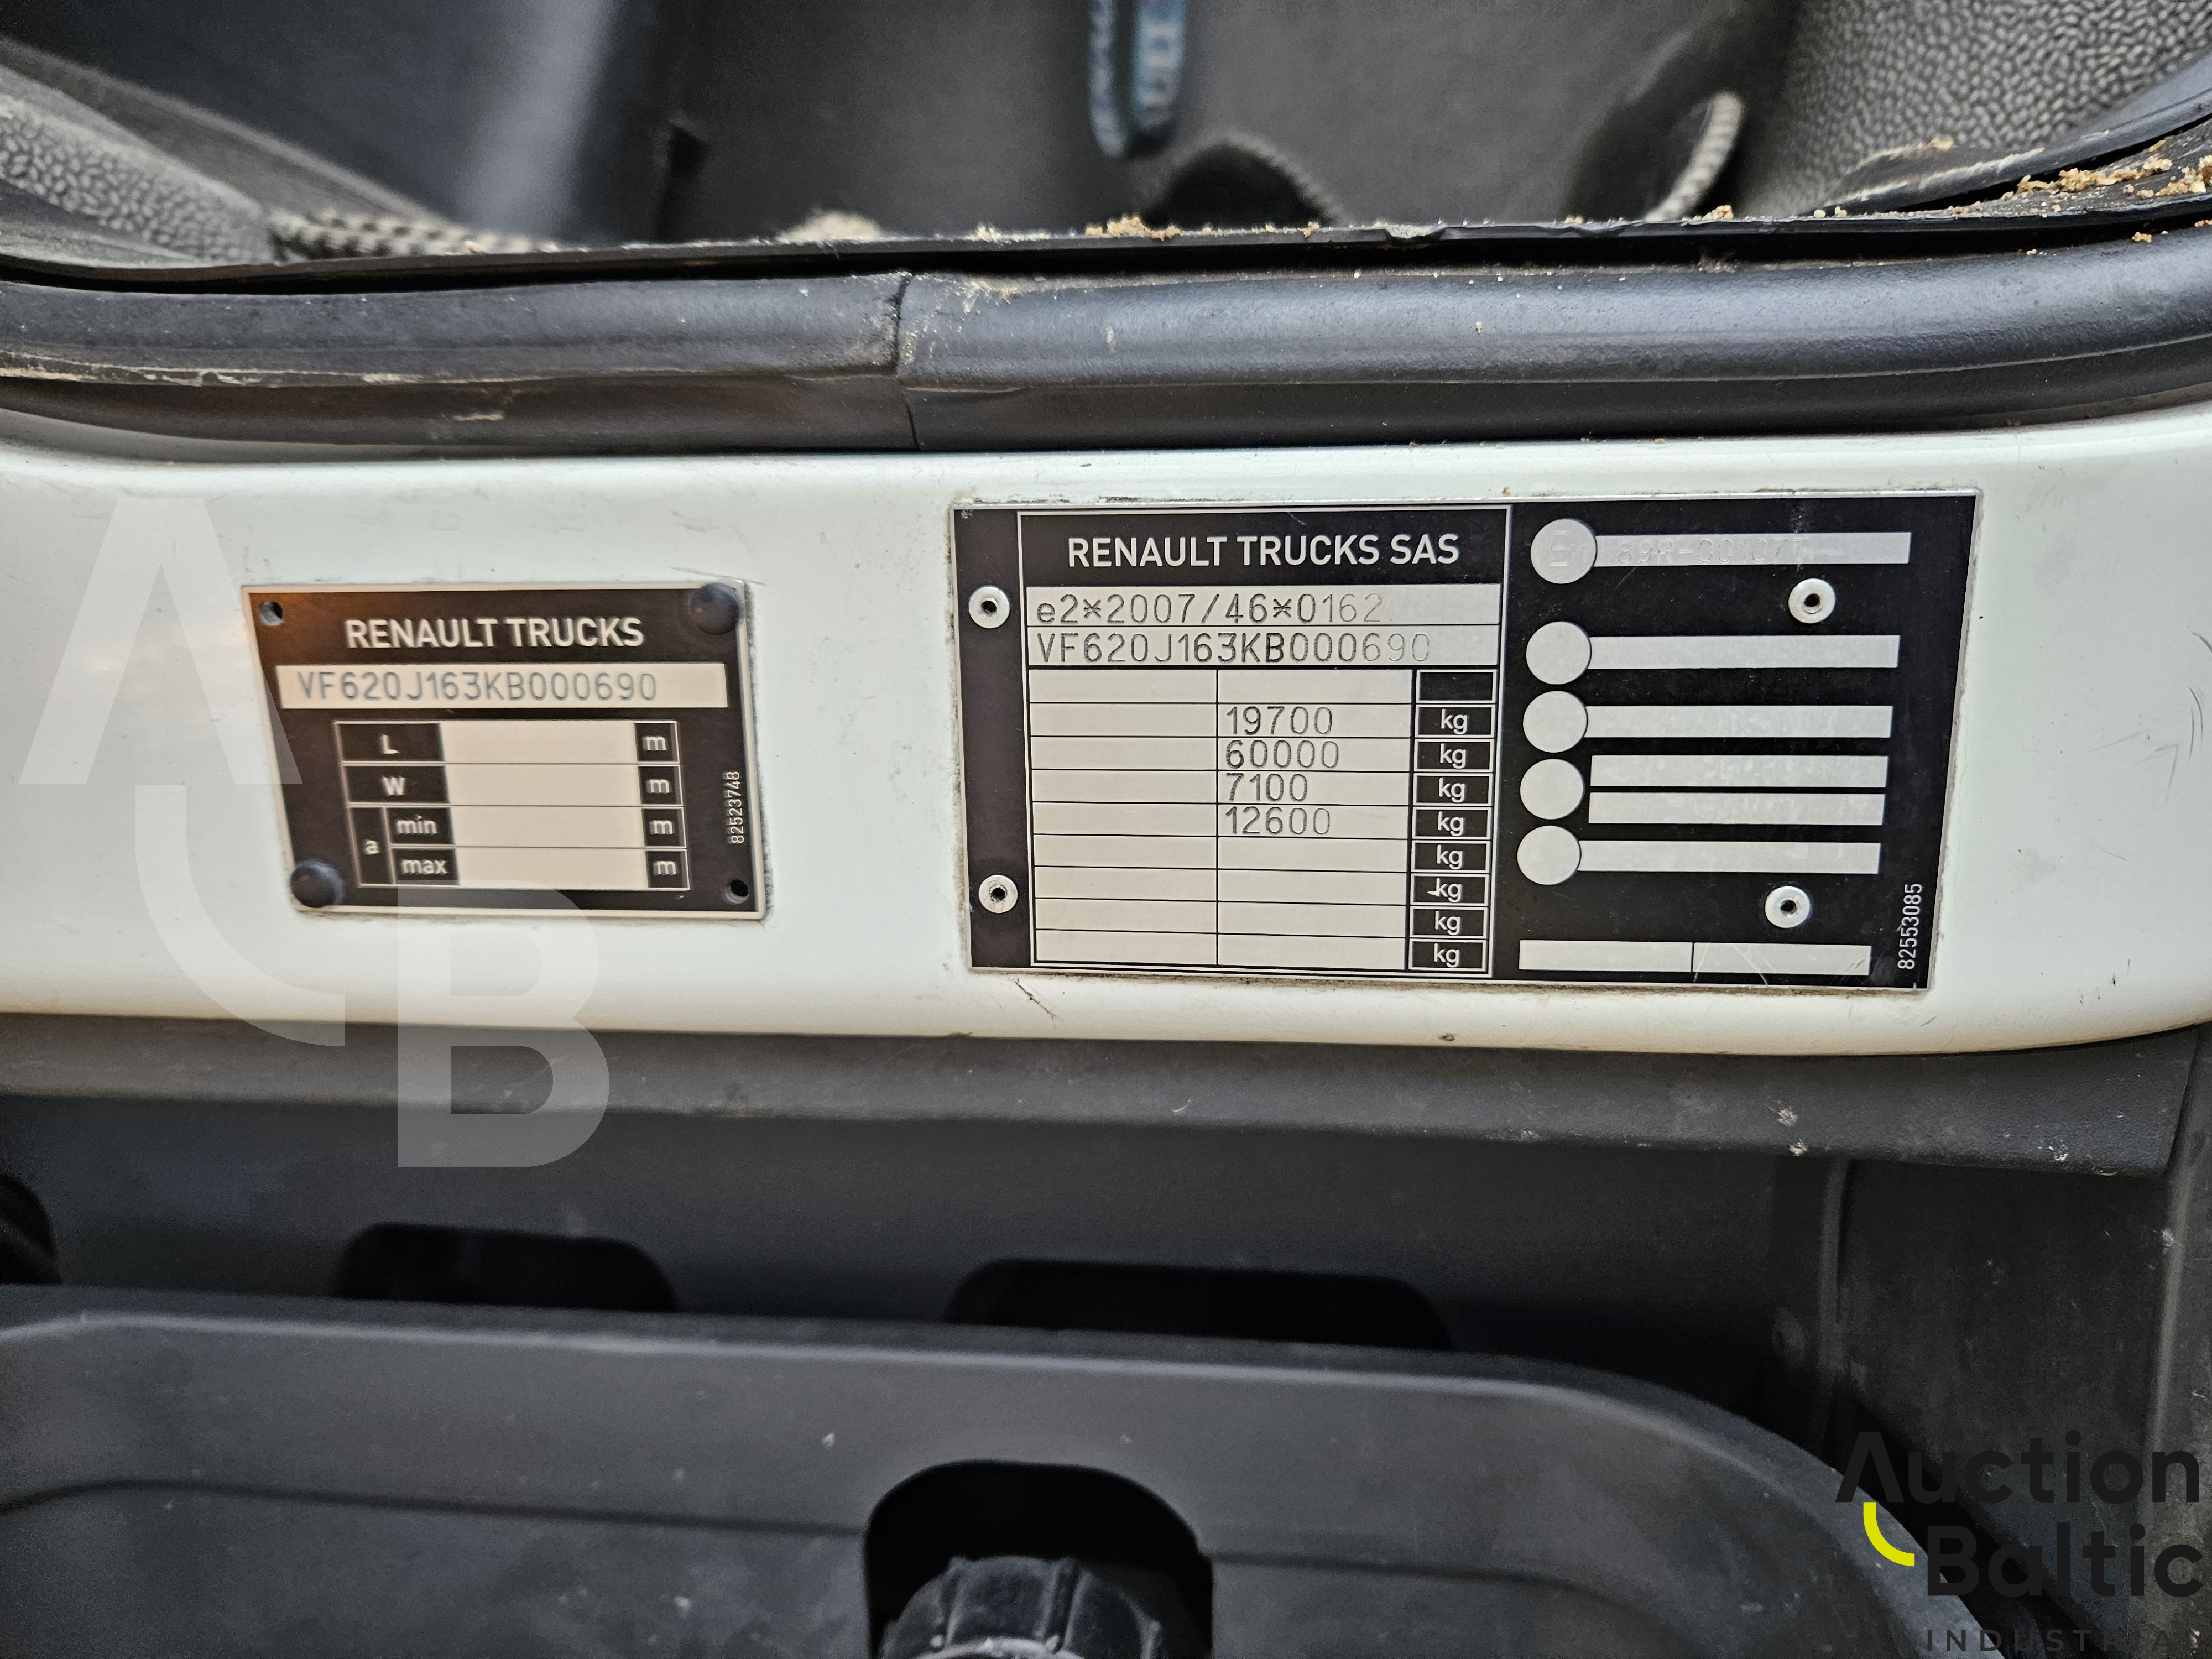 RENAULT TRUCKS
VF620J163KB000690
L m
W m
a min m
max m
82523748
RENAULT TRUCKS SAS
e2*2007/46*0162
VF620J163KB000690
19700 kg
60000 kg
7100 kg
12600 kg
kg
kg
kg
kg
82553085
A
B
Auction
Baltic
INDUSTRIAL